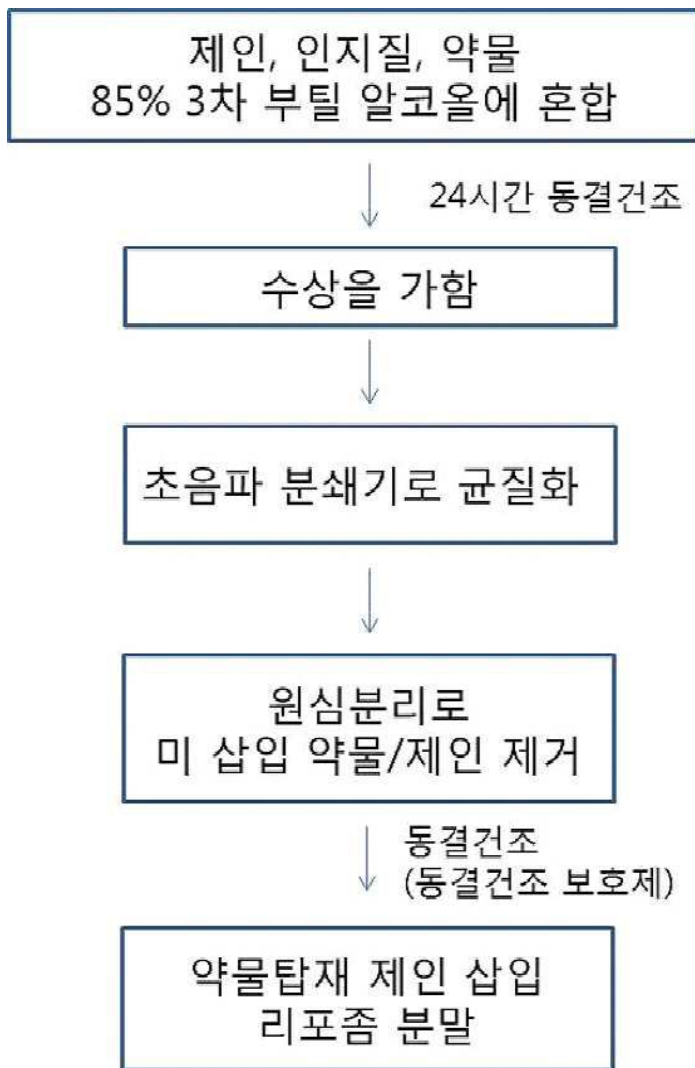 제인, 인지질, 약물
85% 3차 부틸 알코올에 혼합
24시간 동결건조
수상을 가함
초음파 분쇄기로 균질화
원심분리로
미 삽입 약물/제인 제거
동결건조
(동결건조 보호제)
약물탑재 제인 삽입
리포좀 분말